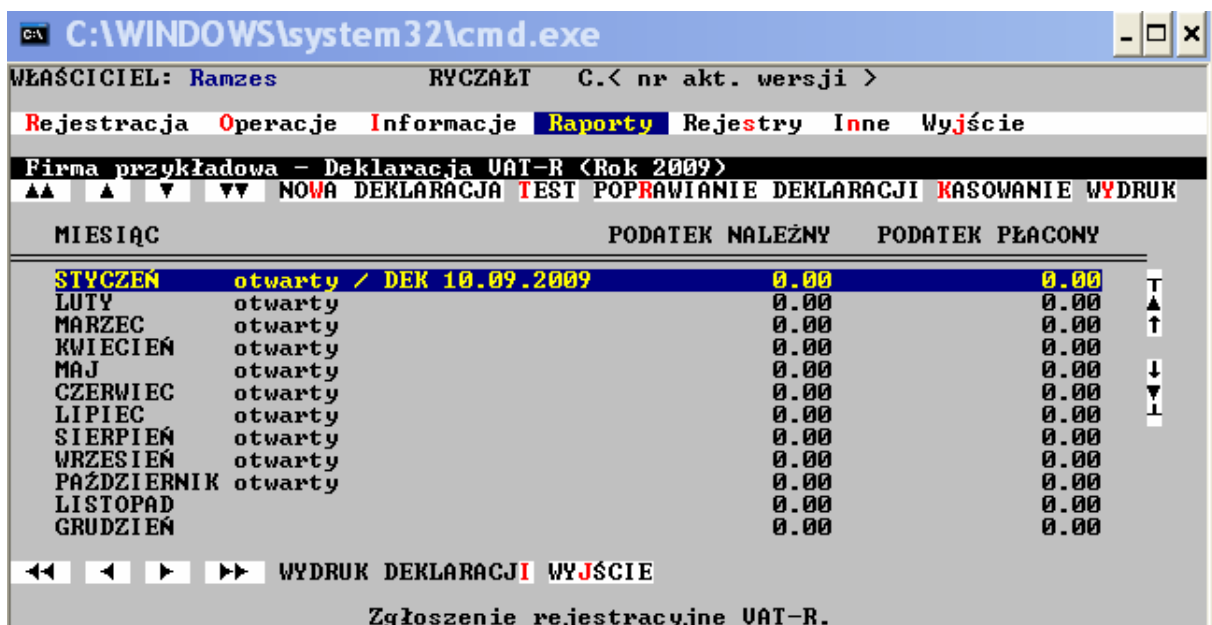 C:\WINDOWS\system32\cmd.exe
WŁAŚCICIEL: Ramzes RYCZAŁT C.< nr akt. wersji >
Rejestracja Operacje Informacje Raporty Rejestry Inne Wyjście
Firma przykładowa – Deklaracja VAT-R (Rok 2009)
▲▲ ▲ ▼ ▼▼ NOWA DEKLARACJA TEST POPRAWIANIE DEKLARACJI KASOWANIE WYDRUK
MIESIĄC PODATEK NALEŻNY PODATEK PŁACONY
STYCZEŃ otwarty / DEK 10.09.2009 0.00 0.00
LUTY otwarty 0.00 0.00
MARZEC otwarty 0.00 0.00
KWIECIEŃ otwarty 0.00 0.00
MAJ otwarty 0.00 0.00
CZERWIEC otwarty 0.00 0.00
LIPIEC otwarty 0.00 0.00
SIERPIEŃ otwarty 0.00 0.00
WRZESIEŃ otwarty 0.00 0.00
PAŹDZIERNIK otwarty 0.00 0.00
LISTOPAD 0.00 0.00
GRUDZIEŃ 0.00 0.00
◄◄ ◄ ► ►► WYDRUK DEKLARACJI WYJŚCIE
Zgłoszenie rejestracyjne VAT-R.